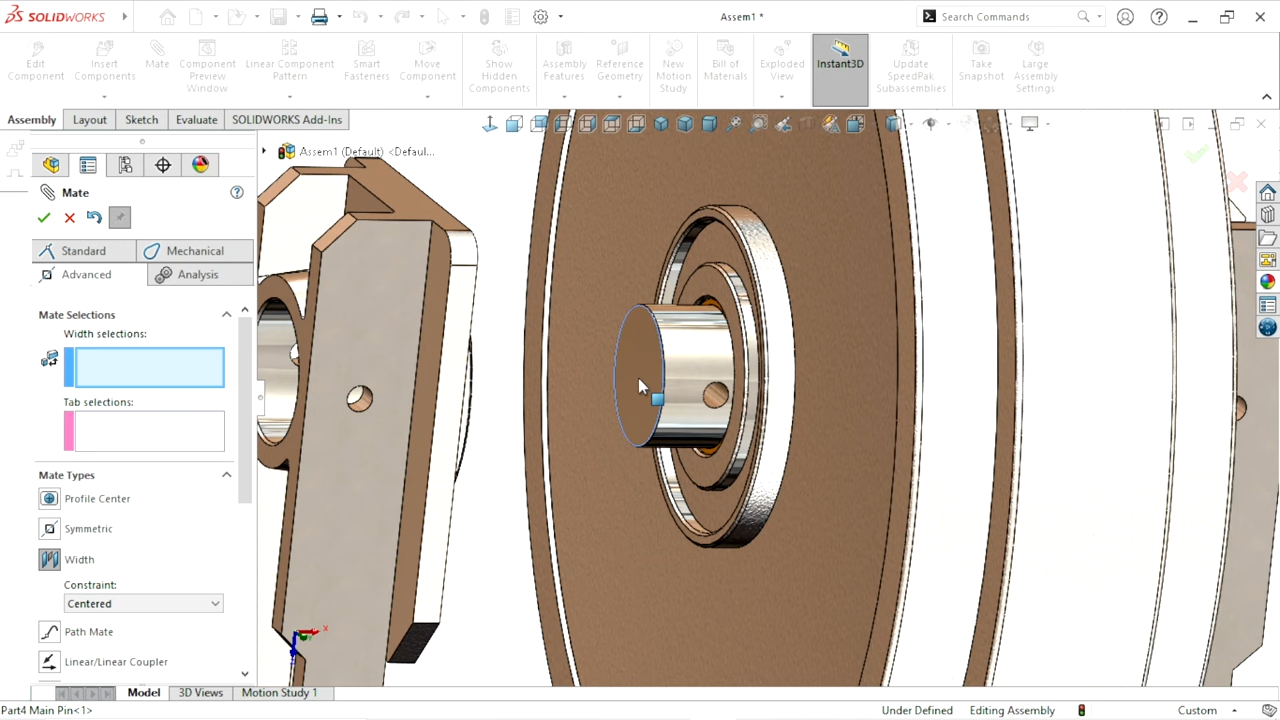 SOLIDWORKS
Assem1 *
Search Commands
Edit Component
Insert Components
Mate
Component Preview Window
Linear Component Pattern
Smart Fasteners
Move Component
Show Hidden Components
Assembly Features
Reference Geometry
New Motion Study
Bill of Materials
Exploded View
Instant3D
Update SpeedPak Subassemblies
Take Snapshot
Large Assembly Settings
Assembly
Layout
Sketch
Evaluate
SOLIDWORKS Add-Ins
Assem1 (Default) <Defaul...
Mate
Standard
Mechanical
Advanced
Analysis
Mate Selections
Width selections:
Tab selections:
Mate Types
Profile Center
Symmetric
Width
Constraint:
Centered
Path Mate
Linear/Linear Coupler
x
Model
3D Views
Motion Study 1
Part4 Main Pin<1>
Under Defined
Editing Assembly
Custom